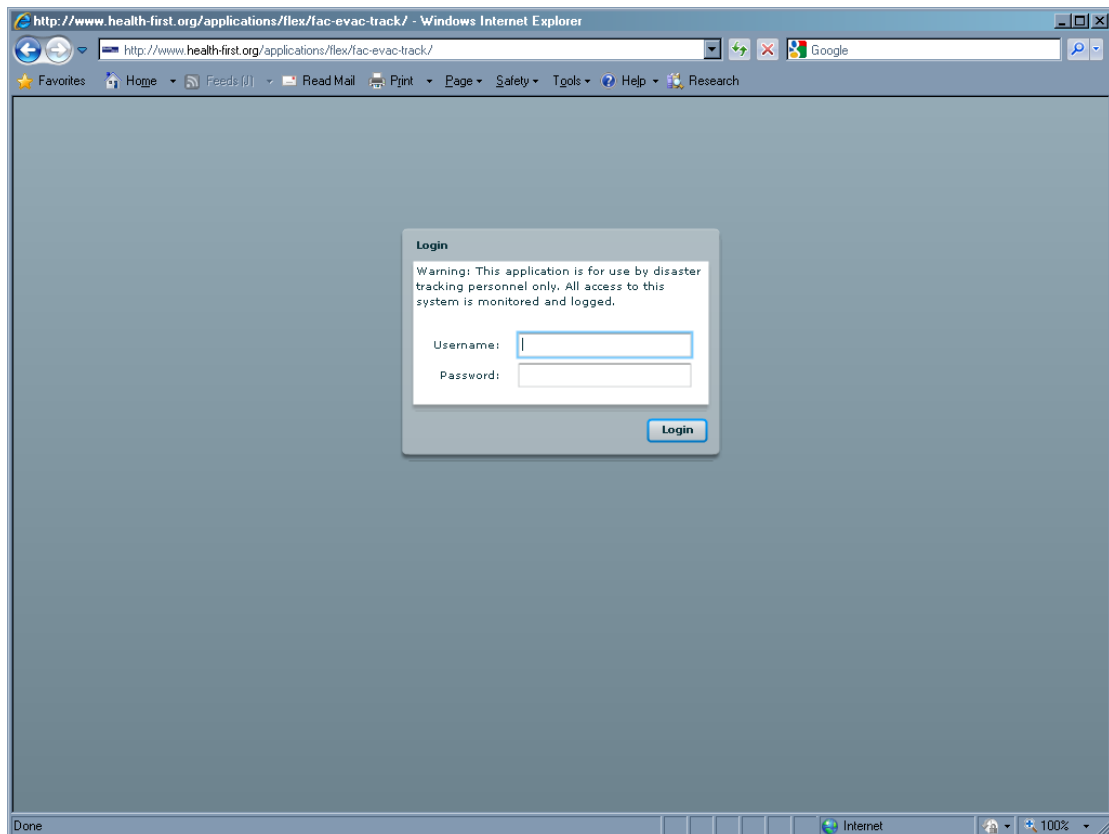 http://www.health-first.org/applications/flex/fac-evac-track/ - Windows Internet Explorer
http://www.health-first.org/applications/flex/fac-evac-track/ Google
Favorites Home Feeds (J) Read Mail Print Page Safety Tools Help Research
Login
Warning: This application is for use by disaster
tracking personnel only. All access to this
system is monitored and logged.
Username:
Password:
Login
Done Internet 100%